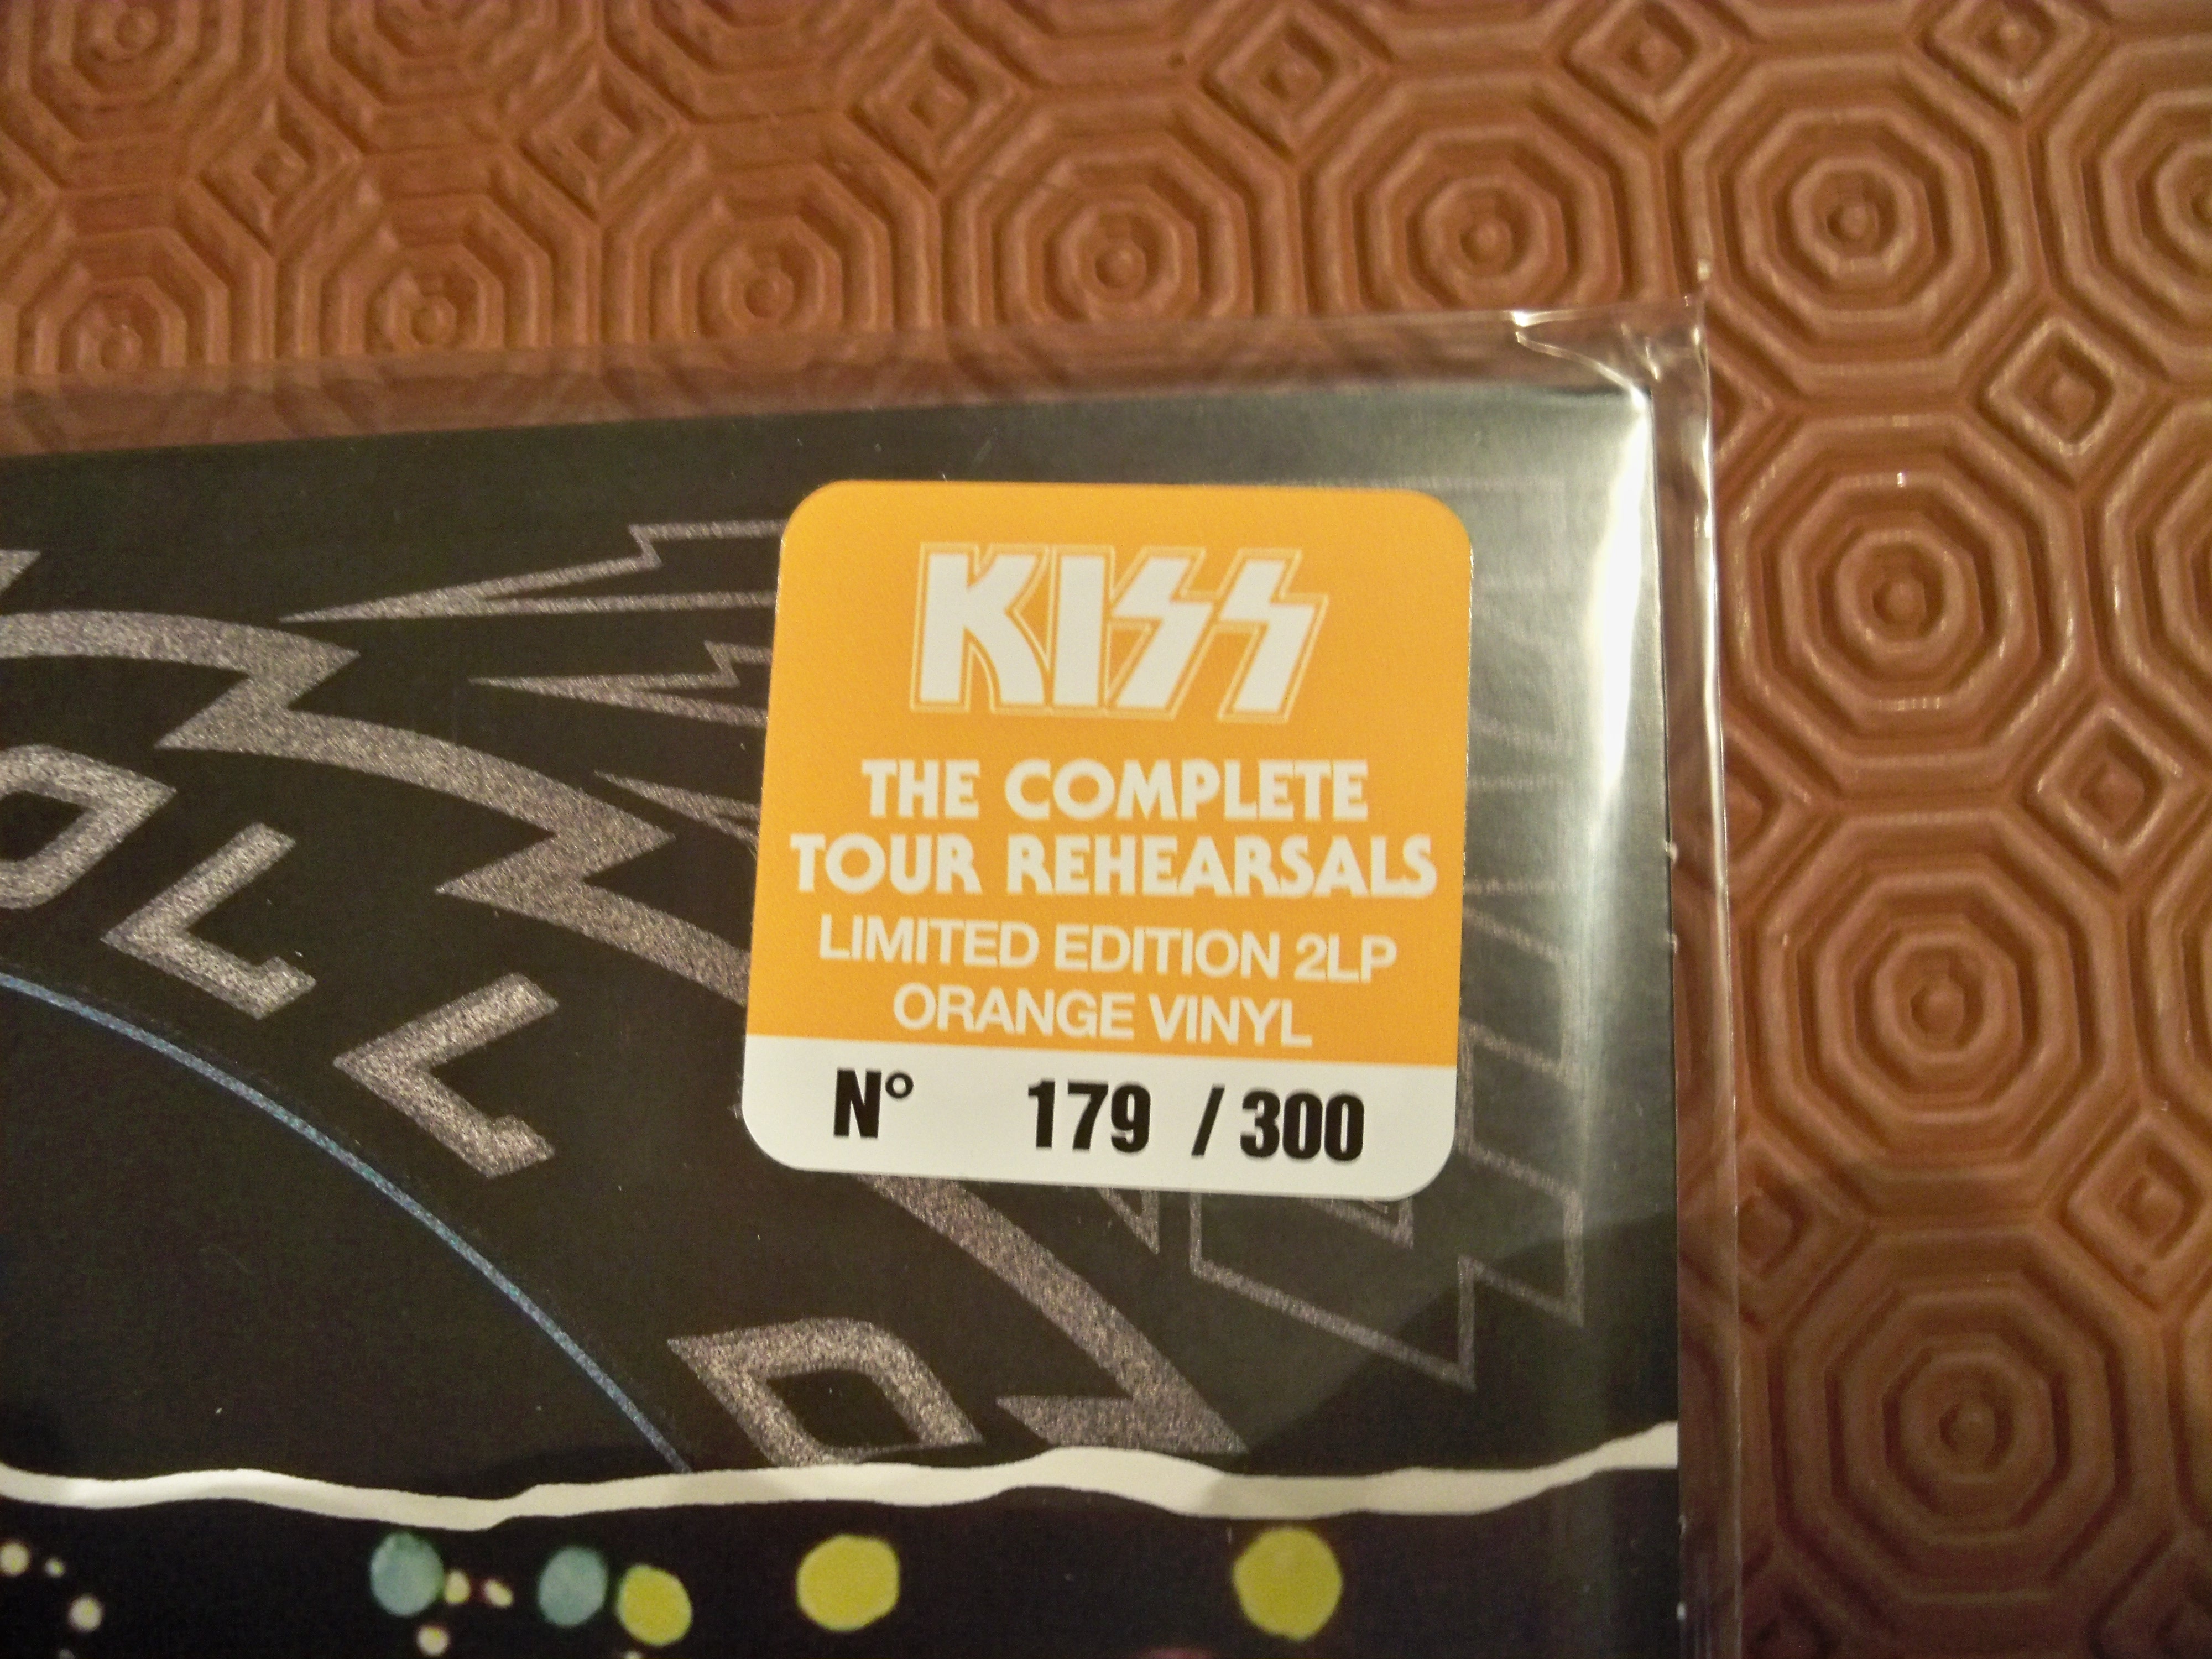 KISS
THE COMPLETE
TOUR REHEARSALS
LIMITED EDITION 2LP
ORANGE VINYL
N° 179 / 300